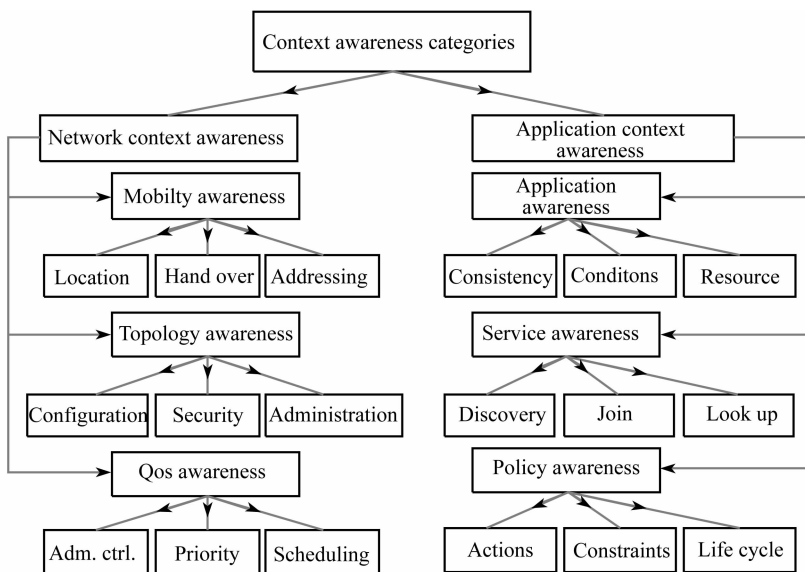 Context awareness categories
Network context awareness
Application context
awareness
Mobilty awareness
Application
awareness
Location
Hand over
Addressing
Consistency
Conditons
Resource
Topology awareness
Service awareness
Configuration
Security
Administration
Discovery
Join
Look up
Qos awareness
Policy awareness
Adm. ctrl.
Priority
Scheduling
Actions
Constraints
Life cycle